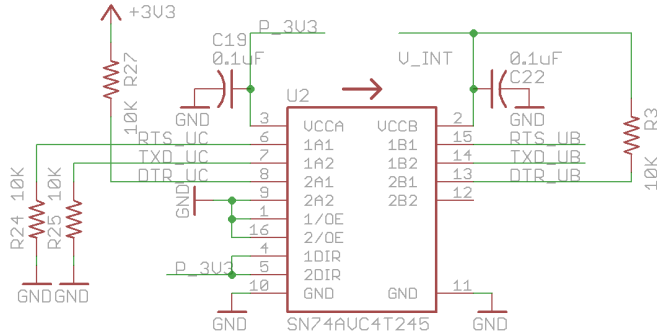 +3V3
P_3V3
C19
0.1uF
GND
V_INT
0.1uF
C22
GND
R27
10K
R3
10K
U2
3 VCCA VCCB 2
RTS_UC 6 1A1 1B1 15 RTS_UB
TXD_UC 7 1A2 1B2 14 TXD_UB
DTR_UC 8 2A1 2B1 13 DTR_UB
GND 9 2A2 2B2 12
1 1/OE
16 2/OE
4 1DIR
P_3V3 5 2DIR
10 GND GND 11
R24 10K
R25 10K
GND GND
GND
GND
SN74AVC4T245